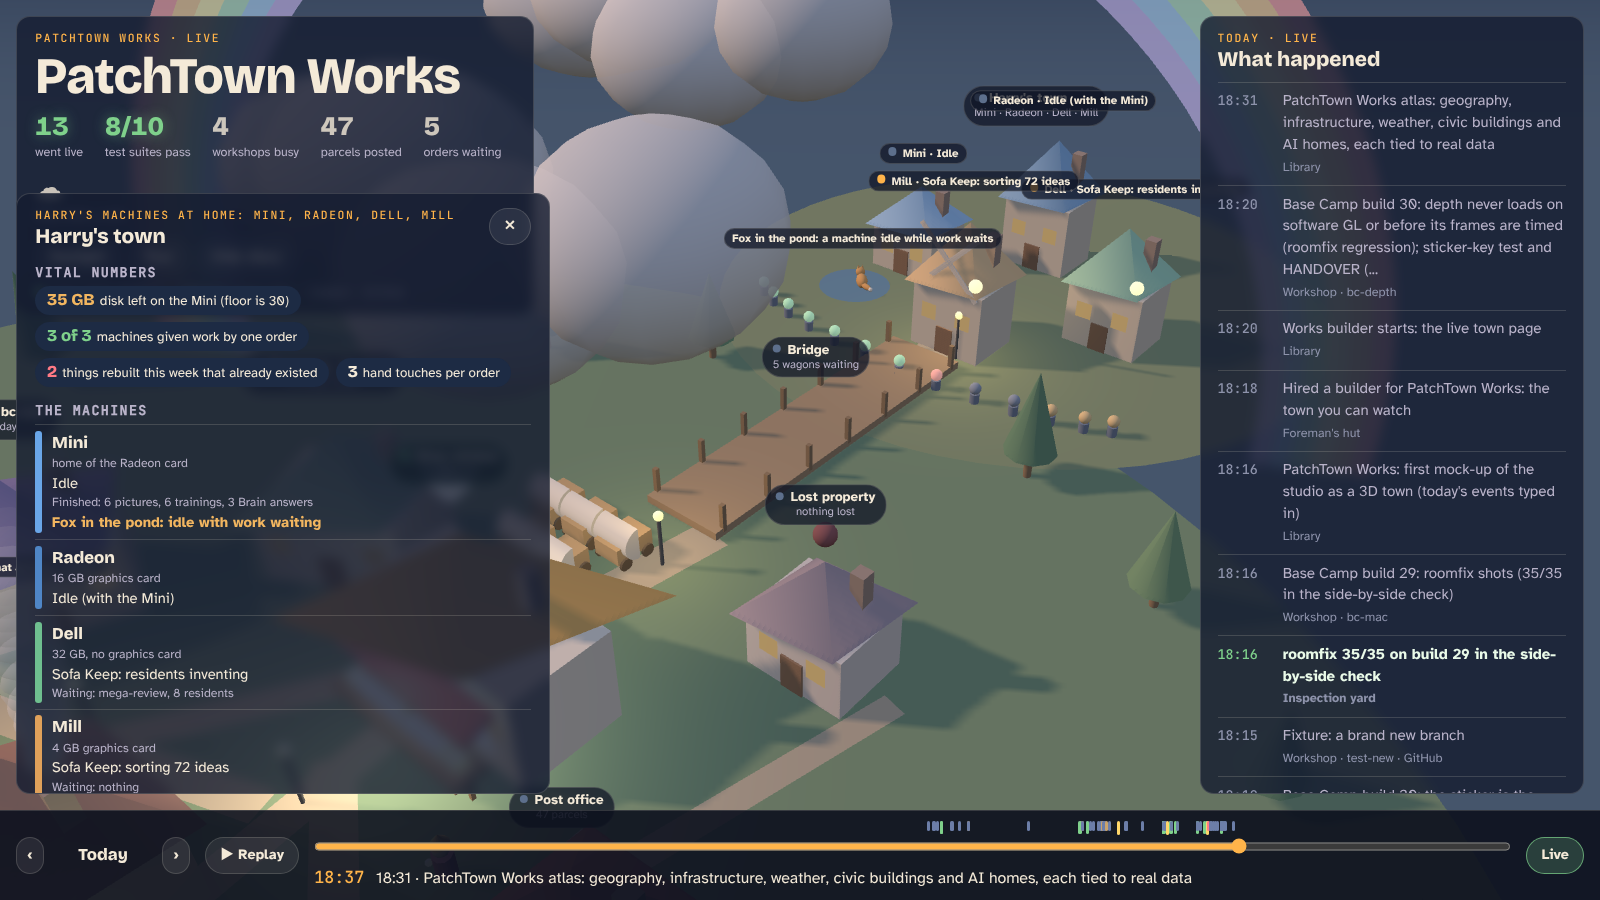 PATCHTOWN WORKS · LIVE
PatchTown Works
13
went live
8/10
test suites pass
4
workshops busy
47
parcels posted
5
orders waiting
HARRY'S MACHINES AT HOME: MINI, RADEON, DELL, MILL
Harry's town
×
VITAL NUMBERS
35 GB disk left on the Mini (floor is 30)
3 of 3 machines given work by one order
2 things rebuilt this week that already existed
3 hand touches per order
THE MACHINES
Mini
home of the Radeon card
Idle
Finished: 6 pictures, 6 trainings, 3 Brain answers
Fox in the pond: idle with work waiting
Radeon
16 GB graphics card
Idle (with the Mini)
Dell
32 GB, no graphics card
Sofa Keep: residents inventing
Waiting: mega-review, 8 residents
Mill
4 GB graphics card
Sofa Keep: sorting 72 ideas
Waiting: nothing
Radeon · Idle (with the Mini)
Mini · Radeon · Dell · Mill
Mini · Idle
Mill · Sofa Keep: sorting 72 ideas
Sofa Keep: residents in
Fox in the pond: a machine idle while work waits
Bridge
5 wagons waiting
Lost property
nothing lost
Post office
TODAY · LIVE
What happened
18:31
PatchTown Works atlas: geography,
infrastructure, weather, civic buildings and
AI homes, each tied to real data
Library
18:20
Base Camp build 30: depth never loads on
software GL or before its frames are timed
(roomfix regression); sticker-key test and
HANDOVER (…
Workshop · bc-depth
18:20
Works builder starts: the live town page
Library
18:18
Hired a builder for PatchTown Works: the
town you can watch
Foreman's hut
18:16
PatchTown Works: first mock-up of the
studio as a 3D town (today's events typed
in)
Library
18:16
Base Camp build 29: roomfix shots (35/35
in the side-by-side check)
Workshop · bc-mac
18:16
roomfix 35/35 on build 29 in the side-
by-side check
Inspection yard
18:15
Fixture: a brand new branch
Workshop · test-new · GitHub
‹
Today
›
▶ Replay
Live
18:37 18:31 · PatchTown Works atlas: geography, infrastructure, weather, civic buildings and AI homes, each tied to real data